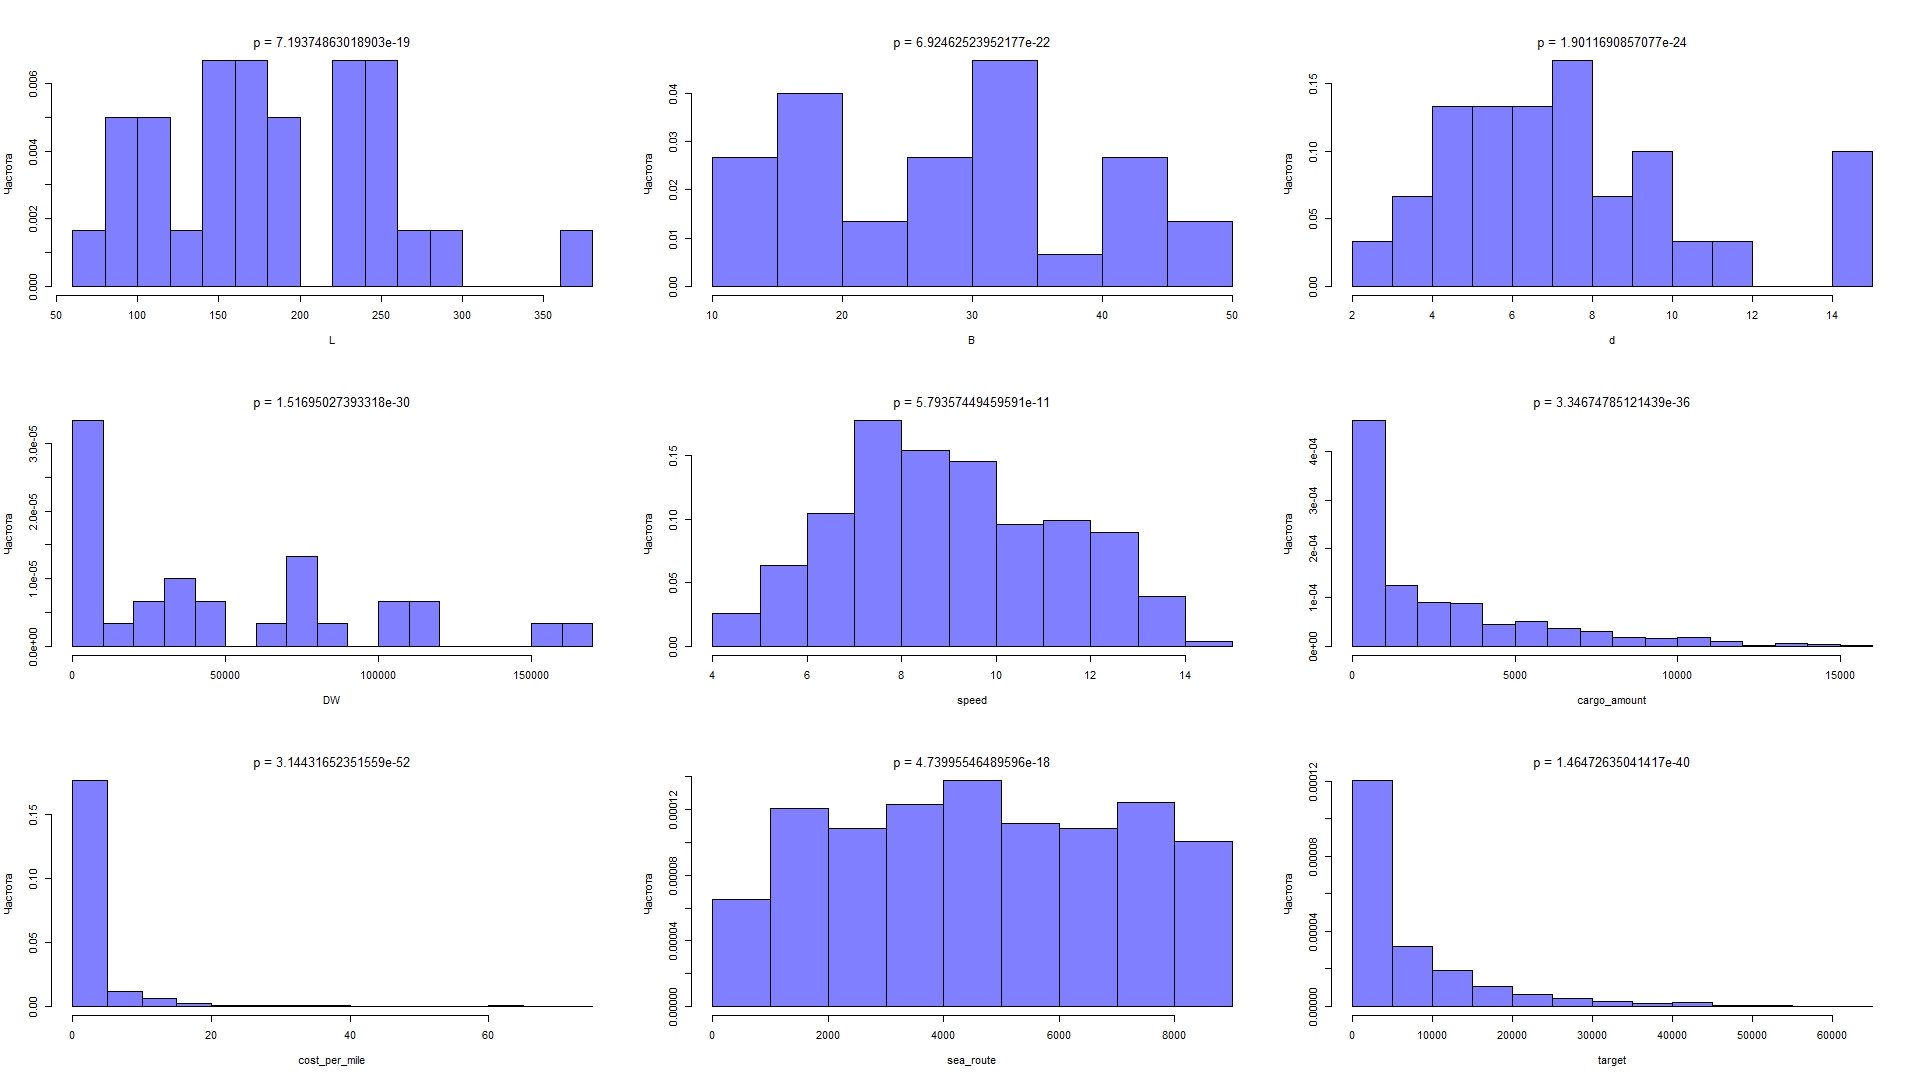 p = 7.19374863018903e-19
Частота
0.000 0.002 0.004 0.006
50 100 150 200 250 300 350
L
p = 6.92462523952177e-22
Частота
0.00 0.01 0.02 0.03 0.04
10 20 30 40 50
B
p = 1.9011690857077e-24
Частота
0.00 0.05 0.10 0.15
2 4 6 8 10 12 14
d
p = 1.51695027393318e-30
Частота
0.0e+00 1.0e-05 2.0e-05 3.0e-05
0 50000 100000 150000
DW
p = 5.79357449459591e-11
Частота
0.00 0.05 0.10 0.15
4 6 8 10 12 14
speed
p = 3.34674785121439e-36
Частота
0e+00 1e-04 2e-04 3e-04 4e-04
0 5000 10000 15000
cargo_amount
p = 3.14431652351559e-52
Частота
0.00 0.05 0.10 0.15
0 20 40 60
cost_per_mile
p = 4.73995546489596e-18
Частота
0.00000 0.00004 0.00008 0.00012
0 2000 4000 6000 8000
sea_route
p = 1.46472635041417e-40
Частота
0.00000 0.00004 0.00008 0.00012
0 10000 20000 30000 40000 50000 60000
target